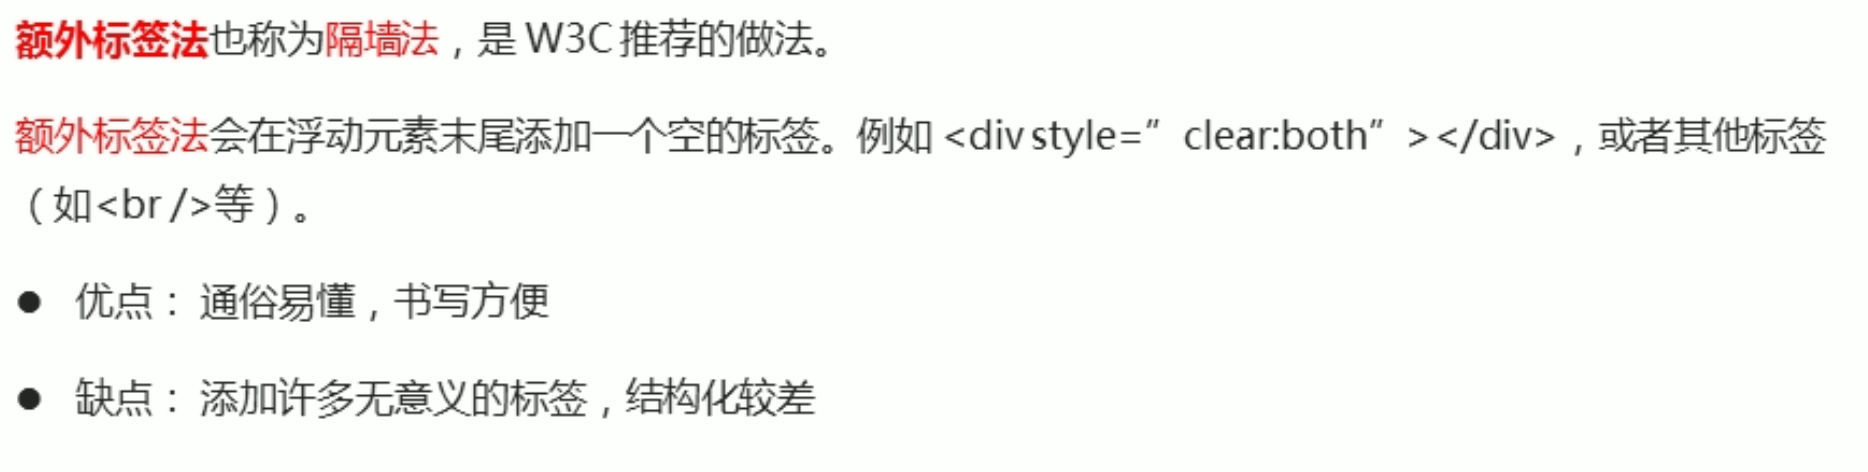 额外标签法也称为隔墙法，是 W3C 推荐的做法。
额外标签法会在浮动元素末尾添加一个空的标签。例如 <div style=”clear:both”></div>，或者其他标签
（如<br />等）。
● 优点： 通俗易懂，书写方便
● 缺点： 添加许多无意义的标签，结构化较差